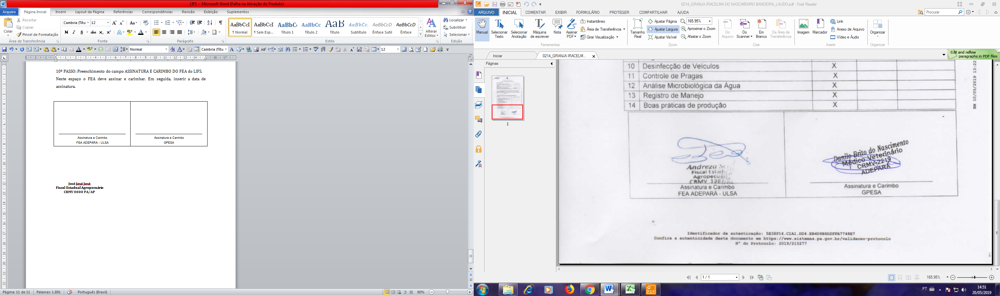 LIFS - Microsoft Word (Falha na Ativação do Produto)
Arquivo Página Inicial Inserir Layout da Página Referências Correspondências Revisão Exibição Suplementos
Colar
Recortar
Copiar
Pincel de Formatação
Área de Transferência
Cambria (Títu 12
Fonte
Parágrafo
AaBbCcI AaBbCcI AaBbC AaBbCc AaB AaBbCc. AaBbCcD AaBbCcD
¶ Normal ¶ Sem Esp... Título 1 Título 2 Título Subtítulo Ênfase Sutil Ênfase
Estilo
Alterar Estilos
Localizar
Substituir
Selecionar
Edição
Normal Cambria (Títu 12
10º PASSO: Preenchimento do campo ASSINATURA E CARIMBO DO FEA do LIFS.
Neste espaço o FEA deve assinar e carimbar. Em seguida, inserir a data de
assinatura.
Assinatura e Carimbo
FEA ADEPARA - ULSA
Assinatura e Carimbo
GPESA
José José José
Fiscal Estadual Agropecuário
CRMV 0000 PA/AP
Página: 11 de 11 Palavras: 1.891 Português (Brasil) 80%
0214_GRANJA IRACELMA DO NASCIMENRO BANDEIRA_LAUDO.pdf - Foxit Reader
ARQUIVO INICIAL COMENTAR EXIBIR FORMULÁRIO PROTEGER COMPARTILHAR AJUDA
Procurar
Manual
Selecionar Texto
Selecionar Anotação
Máquina de escrever
Nota
Assinar PDF
Instantâneo
Área de Transferência
Girar Visualização
Ferramentas
Tamanho Real
Ajustar Página
Ajustar Largura
Ajustar Visível
165.95%
Aproximar o Zoom
Afastar o Zoom
Zoom
Do Arquivo
Do Scanner
Em Branco
Da Área de Transferência
Criar
Imagem
Marcador
Link
Anexo de Arquivo
Vídeo e Áudio
Inserir
Organizar
Organizar
Iniciar
0214_GRANJA IRACELM...
Edit and reflow
paragraphs in PDF files
Páginas
1
10 Desinfecção de Veículos X
11 Controle de Pragas X
12 Análise Microbiológica da Água X
13 Registro de Manejo X
14 Boas práticas de produção X
EM 10/05/2019 13:22
Andreza
Fiscal Estad
Agropecuária
CRMV
Assinatura e Carimbo
FEA ADEPARÁ - ULSA
Danilo Brito do Nascimento
Médico Veterinário
CRMV-2219
ADEPARÁ
Assinatura e Carimbo
GPESA
Identificador de autenticação: 5E38F14.C1A1.DD4.EB4D6B6D2FFA7748E7
Confira a autenticidade deste documento em https://www.sistemas.pa.gov.br/validacao-protocolo
N° do Protocolo: 2019/215277
1 / 1
165.95%
PT
14:51
20/05/2019